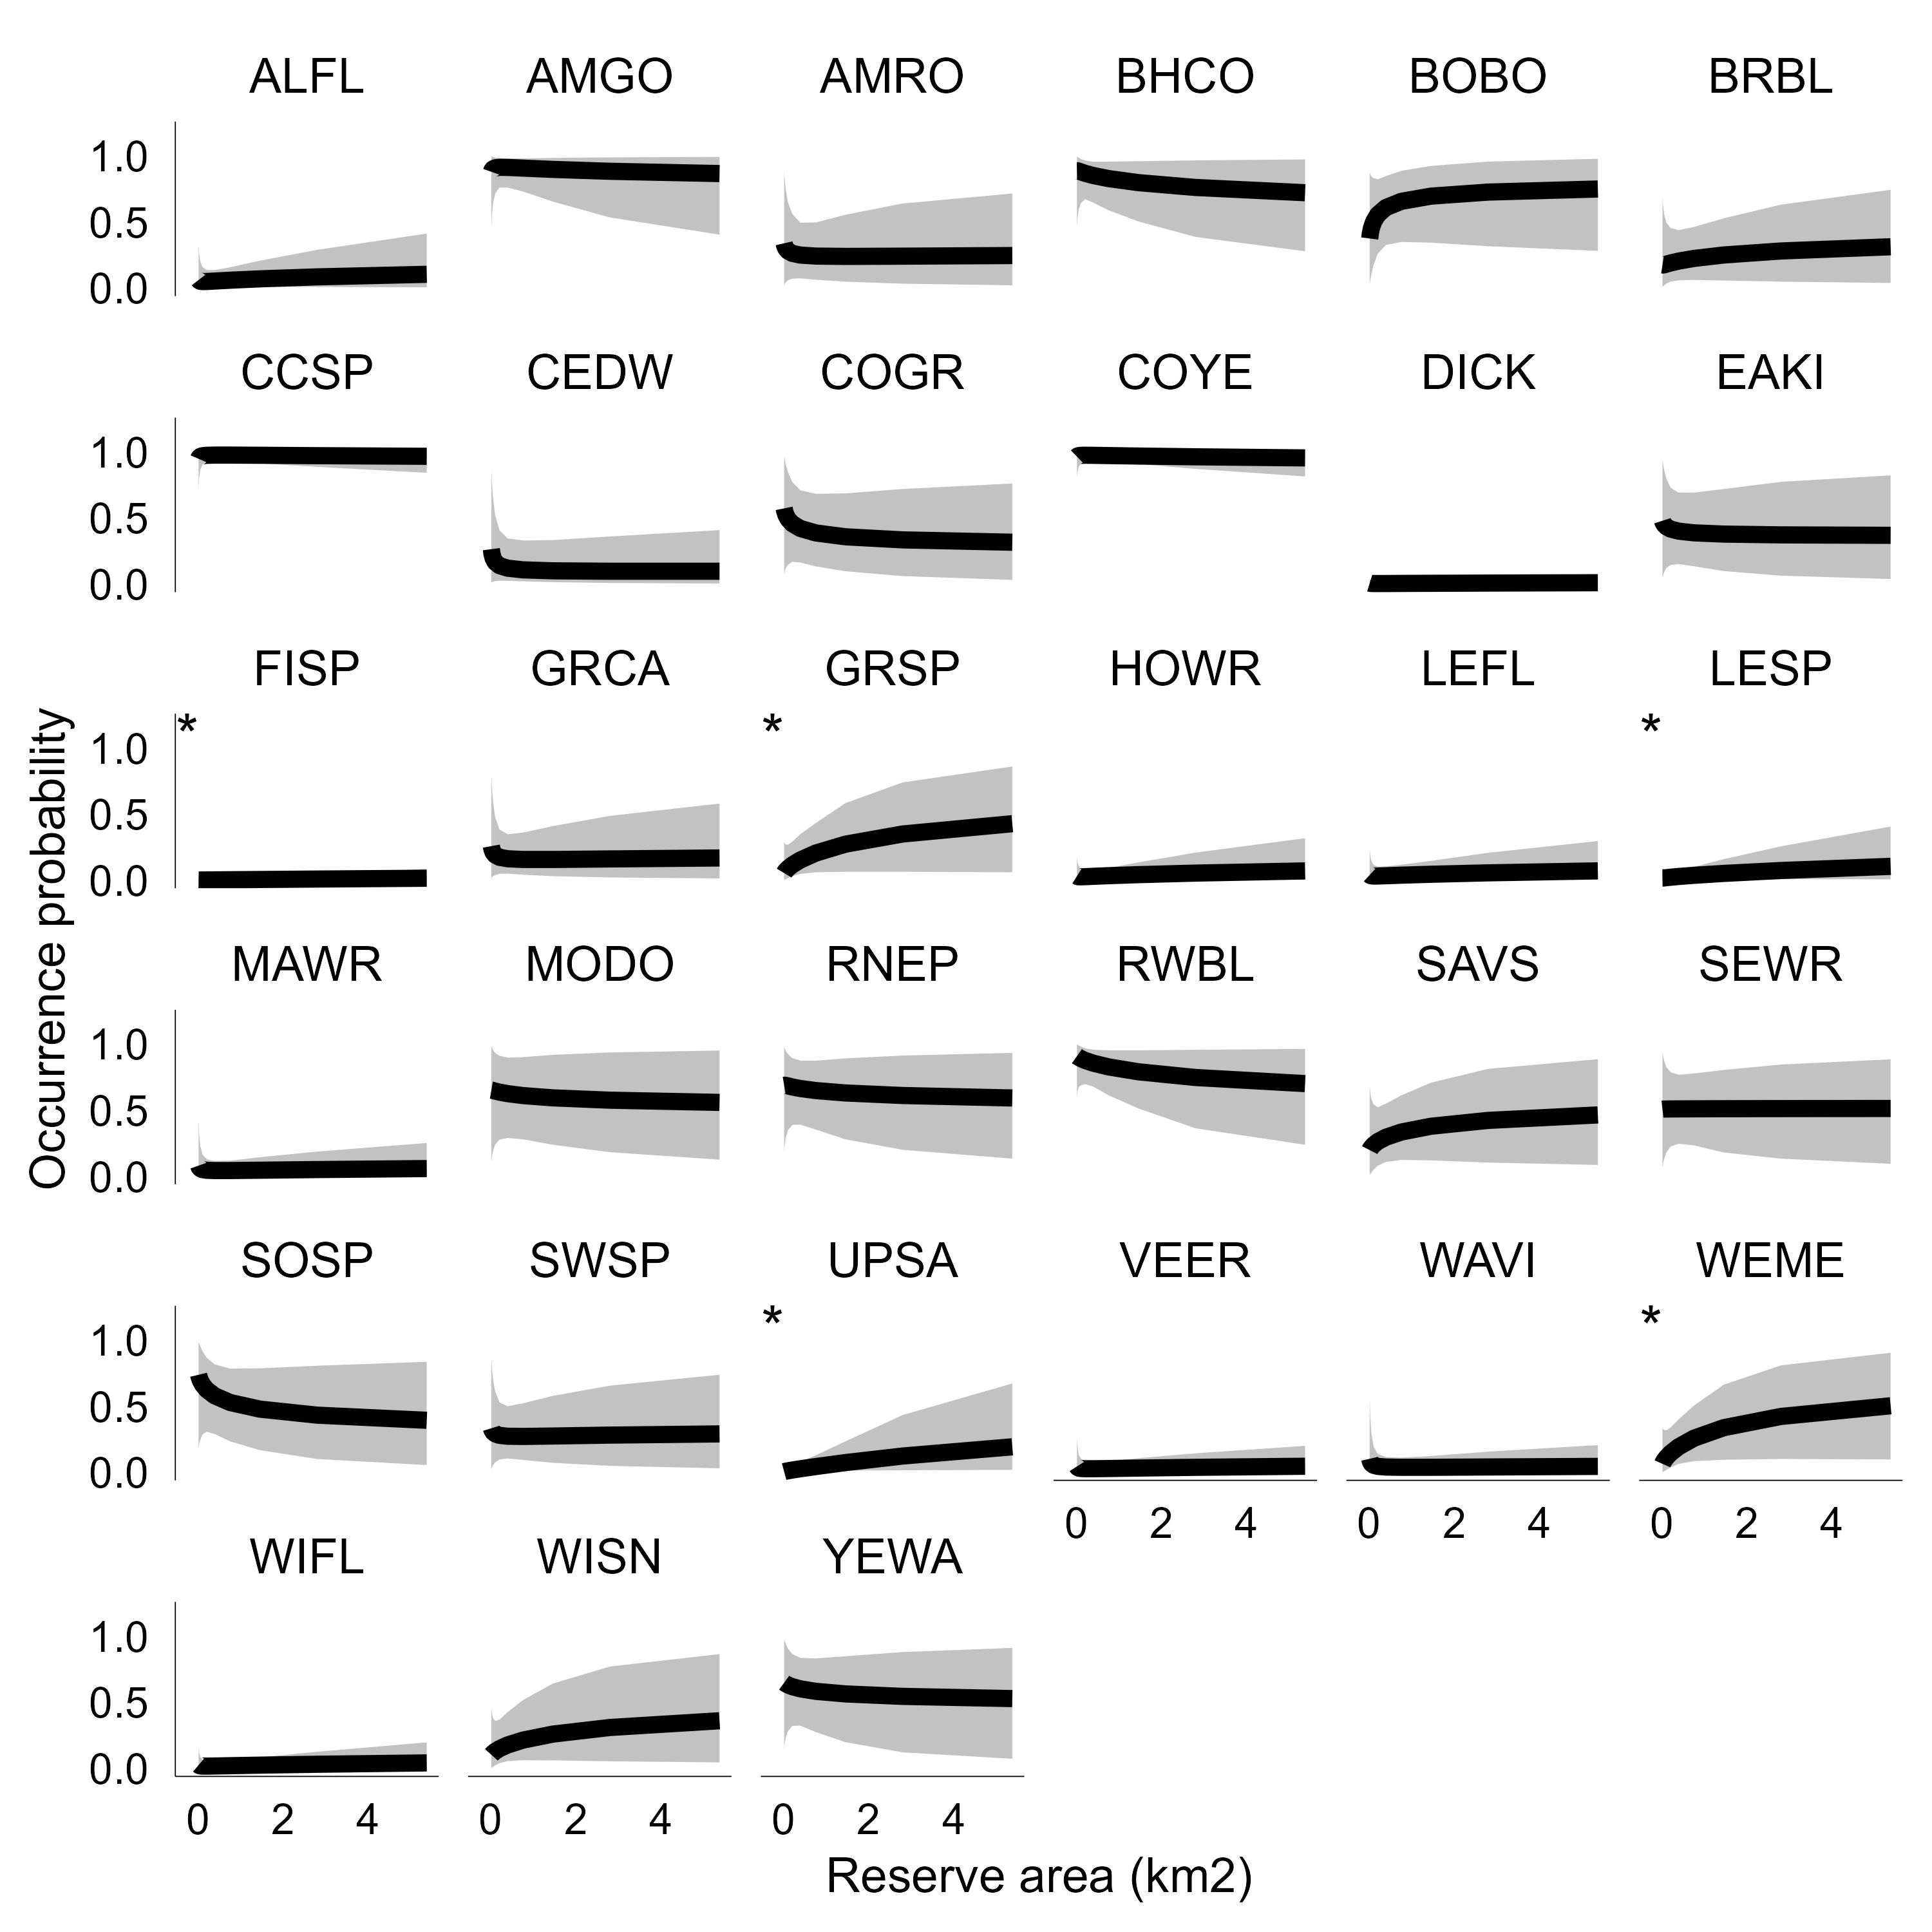 ALFL AMGO AMRO BHCO BOBO BRBL
1.0
0.5
0.0
CCSP CEDW COGR COYE DICK EAKI
1.0
0.5
0.0
FISP GRCA GRSP HOWR LEFL LESP
* * *
1.0
0.5
0.0
Occurrence probability
MAWR MODO RNEP RWBL SAVS SEWR
1.0
0.5
0.0
SOSP SWSP UPSA VEER WAVI WEME
* *
1.0
0.5
0.0
0 2 4 0 2 4 0 2 4
WIFL WISN YEWA
1.0
0.5
0.0
0 2 4 0 2 4 0 2 4
Reserve area (km2)